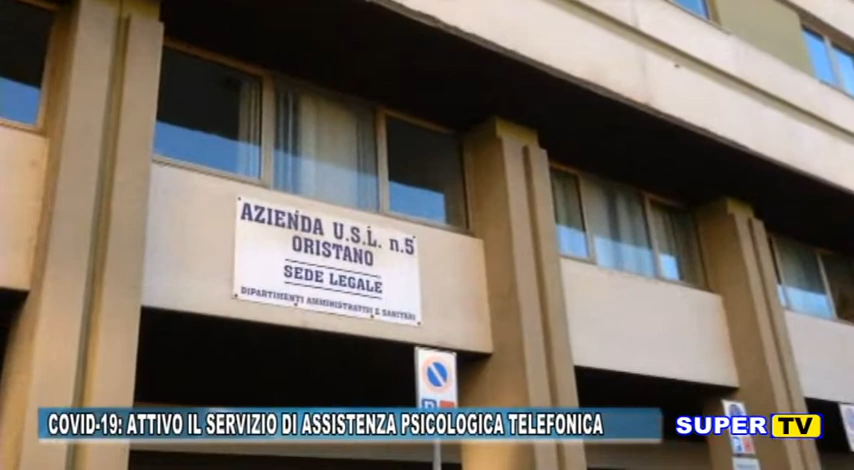 AZIENDA U.S.L. n.5
ORISTANO
SEDE LEGALE
DIPARTIMENTI AMMINISTRATIVI E SANITARI
COVID-19: ATTIVO IL SERVIZIO DI ASSISTENZA PSICOLOGICA TELEFONICA
SUPER TV